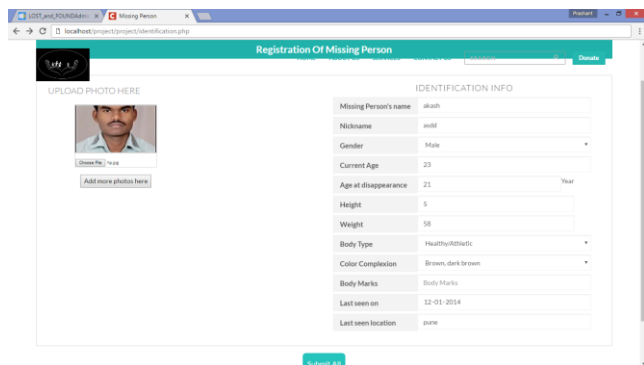 LOST_and_FOUNDAdmi
Missing Person
Prashant
localhost/project/project/identification.php
Registration Of Missing Person
Donate
UPLOAD PHOTO HERE
IDENTIFICATION INFO
Missing Person's name akash
Nickname
Gender Male
Choose File
Current Age 23
Add more photos here
Age at disappearance 21 Year
Height 5
Weight 58
Body Type Healthy/Athletic
Color Complexion Brown, dark brown
Body Marks Body Marks
Last seen on 12-01-2014
Last seen location pune
Submit All